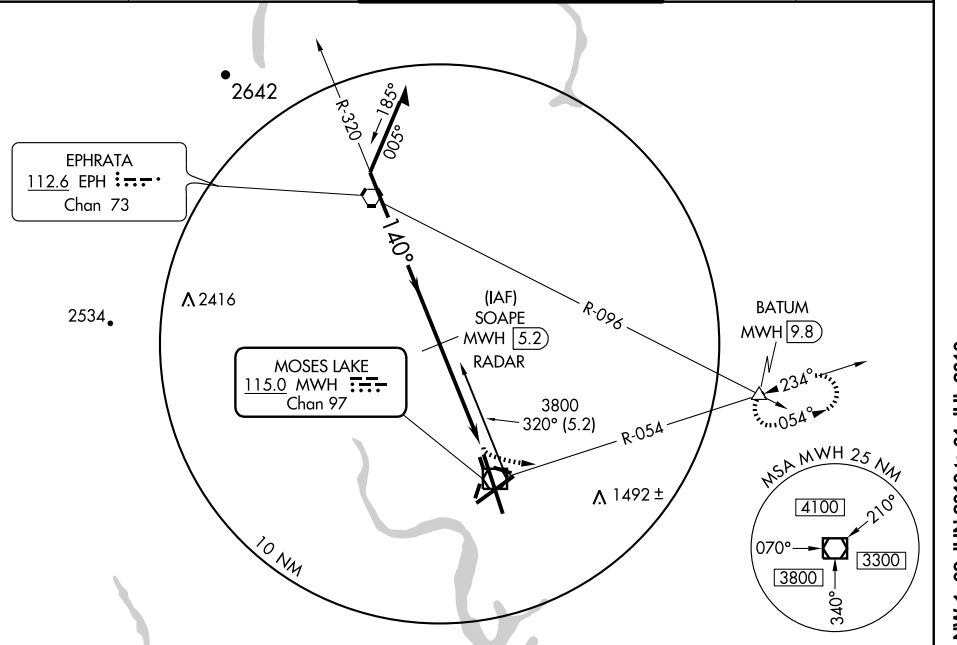 2642
R-320
185°
005°
EPHRATA
112.6 EPH
Chan 73
140°
2416
2534
(IAF)
SOAPE
MWH 5.2
RADAR
R-096
BATUM
MWH 9.8
MOSES LAKE
115.0 MWH
Chan 97
3800
320° (5.2)
R-054
234°
054°
1492 ±
10 NM
MSA MWH 25 NM
4100
210°
070°
3300
3800
340°